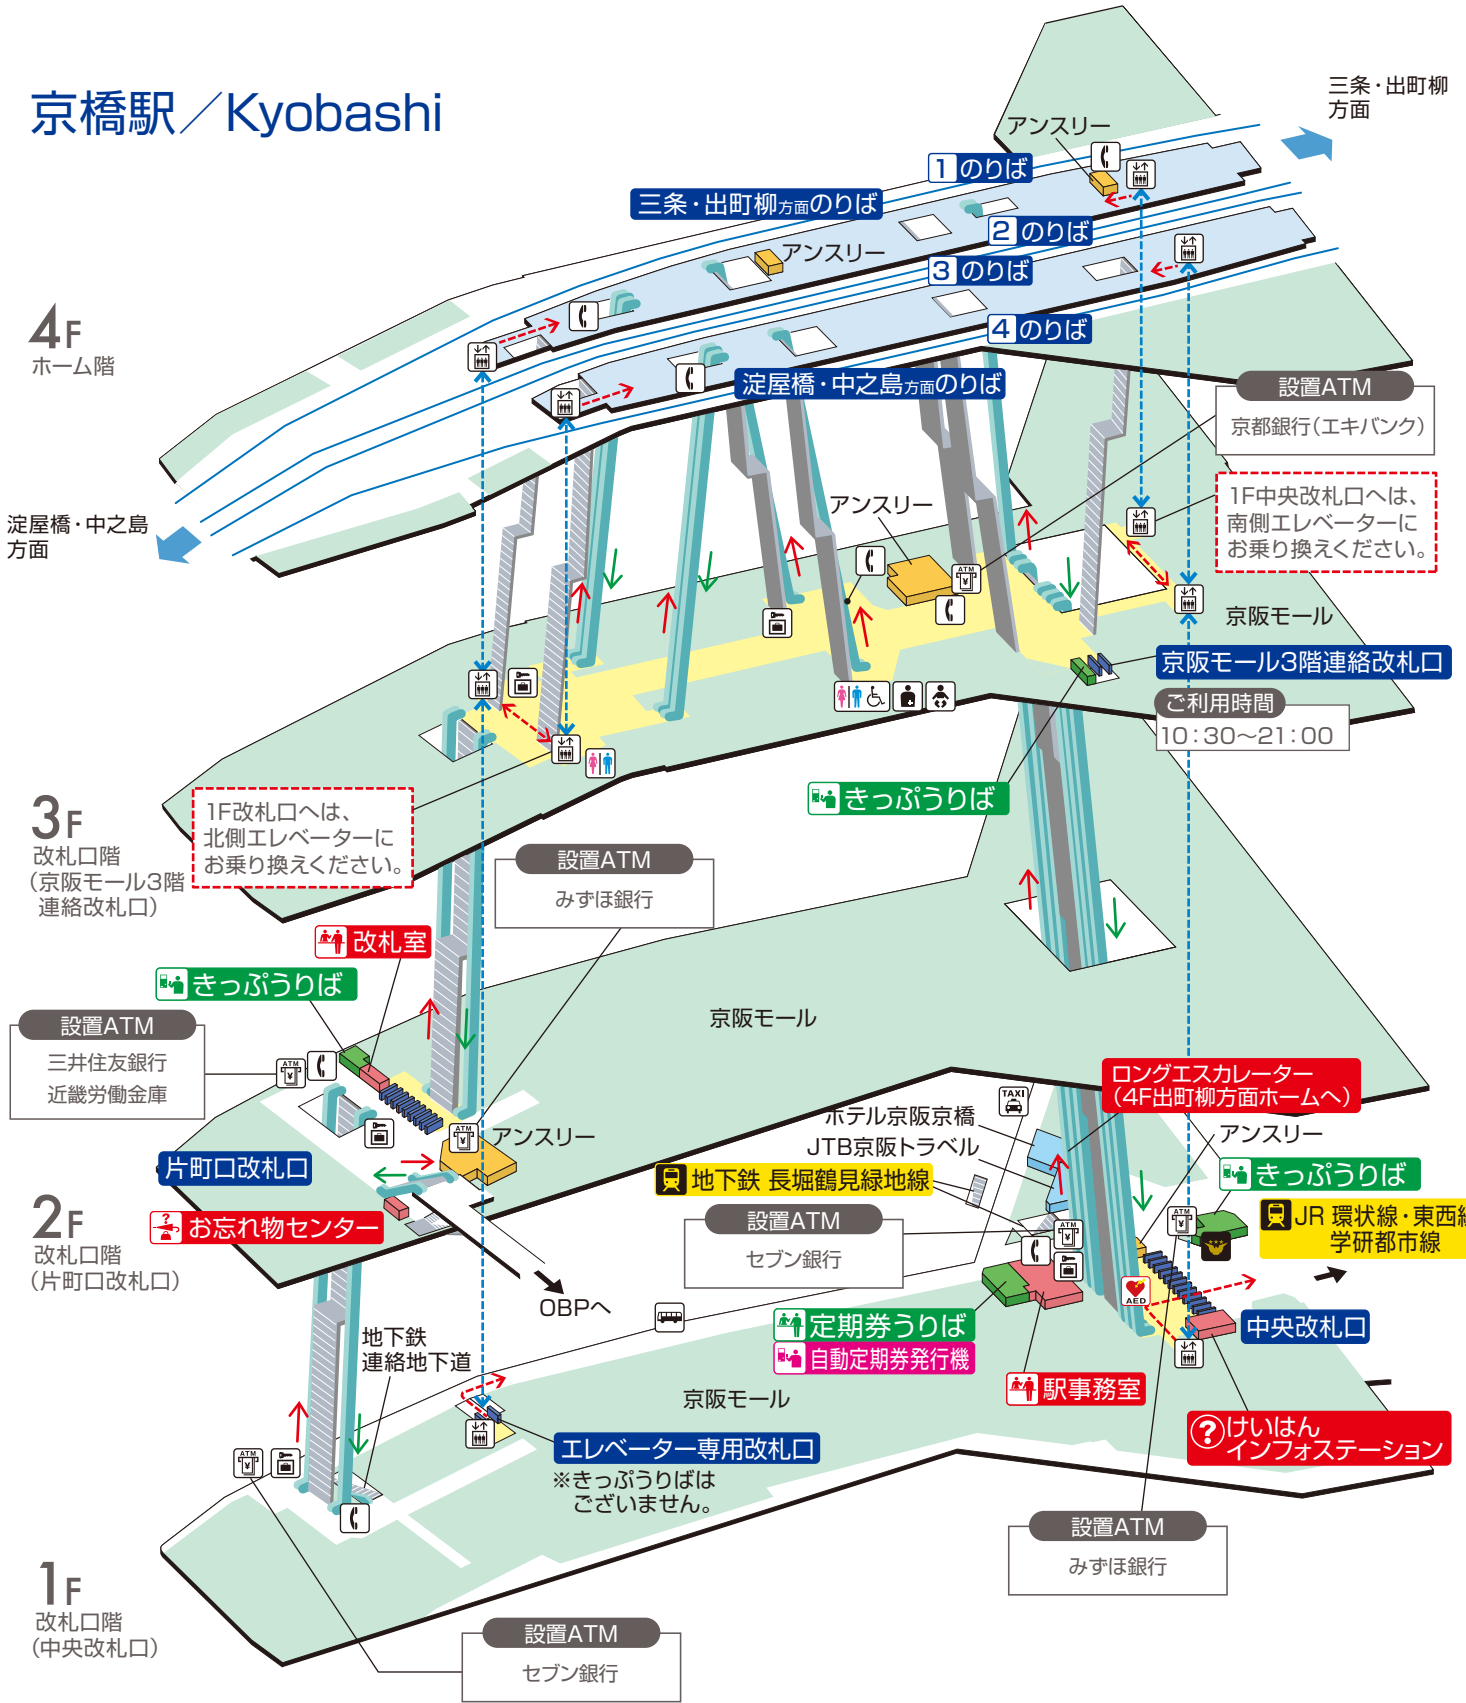 京橋駅／Kyobashi
三条・出町柳
方面
アンスリー
1 のりば
三条・出町柳方面のりば
2 のりば
アンスリー
3 のりば
4 のりば
淀屋橋・中之島方面のりば
4F
ホーム階
設置ATM
京都銀行(エキバンク)
淀屋橋・中之島
方面
アンスリー
1F中央改札口へは、
南側エレベーターに
お乗り換えください。
ATM
京阪モール
京阪モール3階連絡改札口
ご利用時間
10:30〜21:00
きっぷうりば
3F
改札口階
(京阪モール3階
連絡改札口)
1F改札口へは、
北側エレベーターに
お乗り換えください。
設置ATM
みずほ銀行
改札室
きっぷうりば
設置ATM
三井住友銀行
近畿労働金庫
ATM
京阪モール
ATM
アンスリー
片町口改札口
お忘れ物センター
2F
改札口階
(片町口改札口)
OBPへ
TAXI
ロングエスカレーター
(4F出町柳方面ホームへ)
ホテル京阪京橋
JTB京阪トラベル
アンスリー
地下鉄 長堀鶴見緑地線
きっぷうりば
設置ATM
セブン銀行
ATM
ATM
JR 環状線・東西線
学研都市線
AED
定期券うりば
自動定期券発行機
中央改札口
駅事務室
けいはん
インフォステーション
地下鉄
連絡地下道
京阪モール
エレベーター専用改札口
※きっぷうりばは
ございません。
ATM
設置ATM
みずほ銀行
1F
改札口階
(中央改札口)
設置ATM
セブン銀行